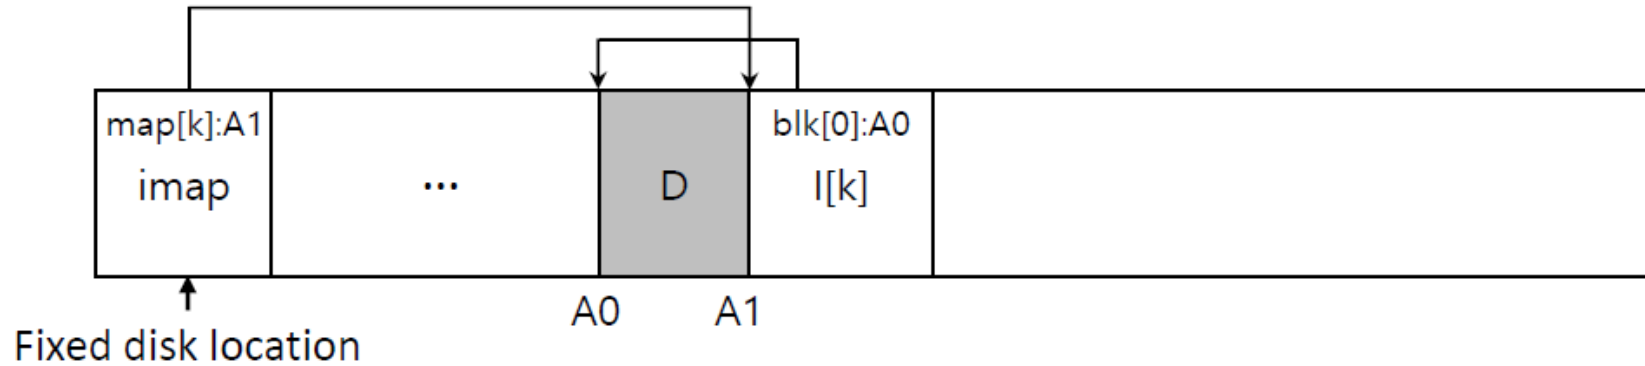 map[k]:A1
imap
...
D
blk[0]:A0
I[k]
A0
A1
Fixed disk location